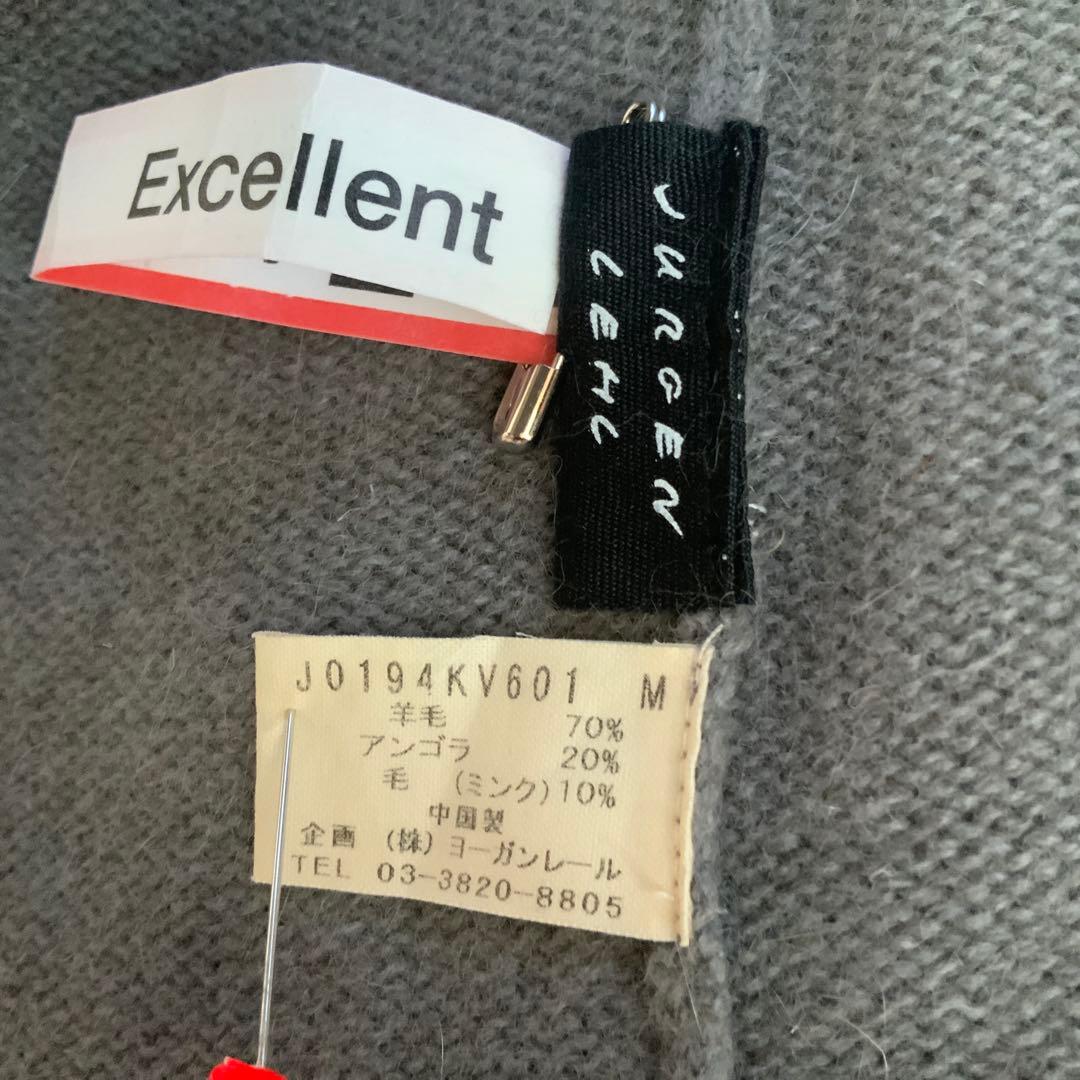 Excellent
JURGEN
LEHL
J0194KV601 M
羊毛 70%
アンゴラ 20%
毛 (ミンク)10%
中国製
企画 (株)ヨーガンレール
TEL 03-3820-8805